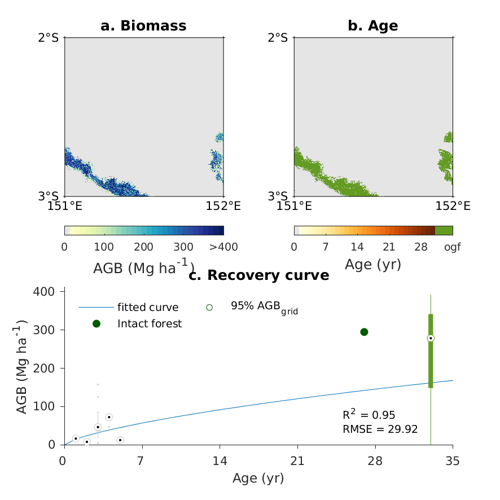 a. Biomass
b. Age
2°S
2°S
3°S
3°S
151°E
152°E
151°E
152°E
0 100 200 300 >400
0 7 14 21 28 ogf
AGB (Mg ha⁻¹)
Age (yr)
c. Recovery curve
fitted curve
95% AGB_grid
Intact forest
400
300
200
100
0
AGB (Mg ha⁻¹)
R² = 0.95
RMSE = 29.92
0 7 14 21 28 35
Age (yr)